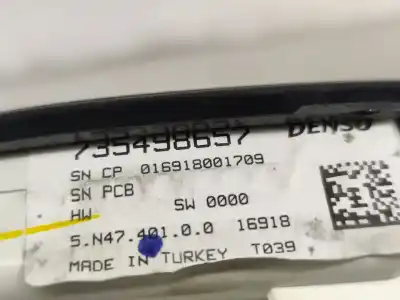 735498657 DENSO
SN CP 016918001709
SN PCB
HW SW 0000
5.N47.401.0.0 16918
MADE IN TURKEY T039